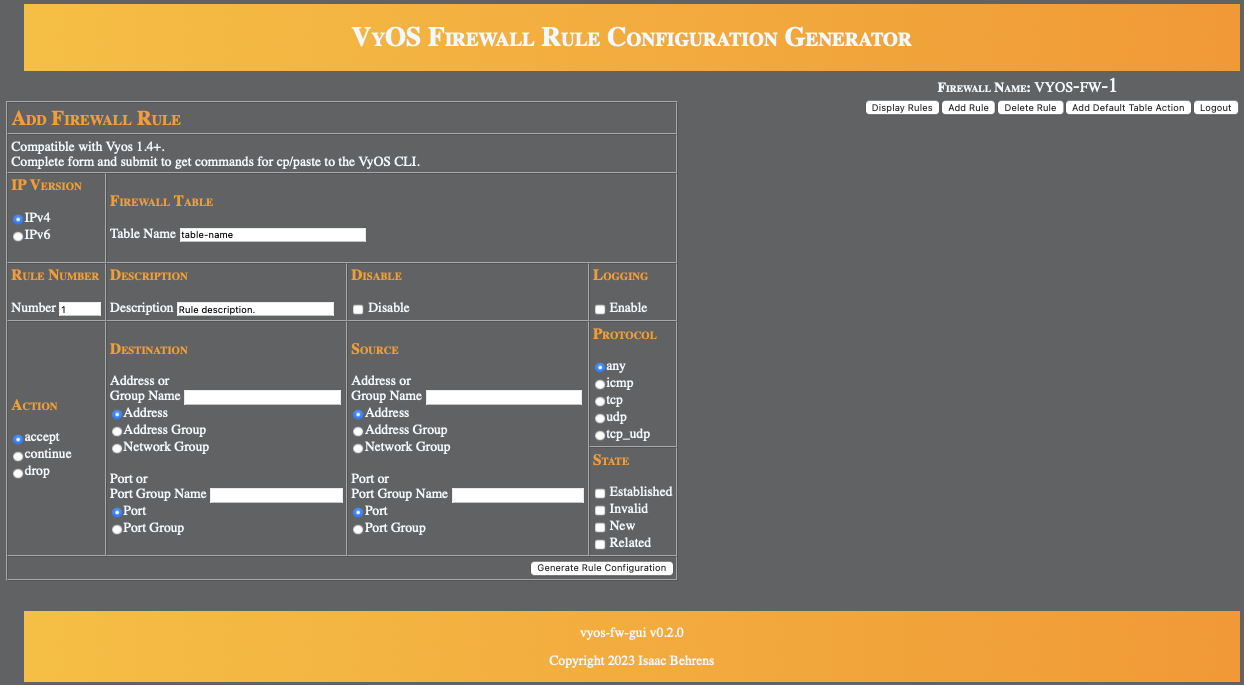 VyOS Firewall Rule Configuration Generator
Firewall Name: vyos-fw-1
Display Rules Add Rule Delete Rule Add Default Table Action Logout
Add Firewall Rule
Compatible with Vyos 1.4+.
Complete form and submit to get commands for cp/paste to the VyOS CLI.
IP Version
IPv4
IPv6
Firewall Table
Table Name table-name
Rule Number
Number 1
Description
Description Rule description.
Disable
Disable
Logging
Enable
Action
accept
continue
drop
Destination
Address or
Group Name
Address
Address Group
Network Group
Port or
Port Group Name
Port
Port Group
Source
Address or
Group Name
Address
Address Group
Network Group
Port or
Port Group Name
Port
Port Group
Protocol
any
icmp
tcp
udp
tcp_udp
State
Established
Invalid
New
Related
Generate Rule Configuration
vyos-fw-gui v0.2.0
Copyright 2023 Isaac Behrens